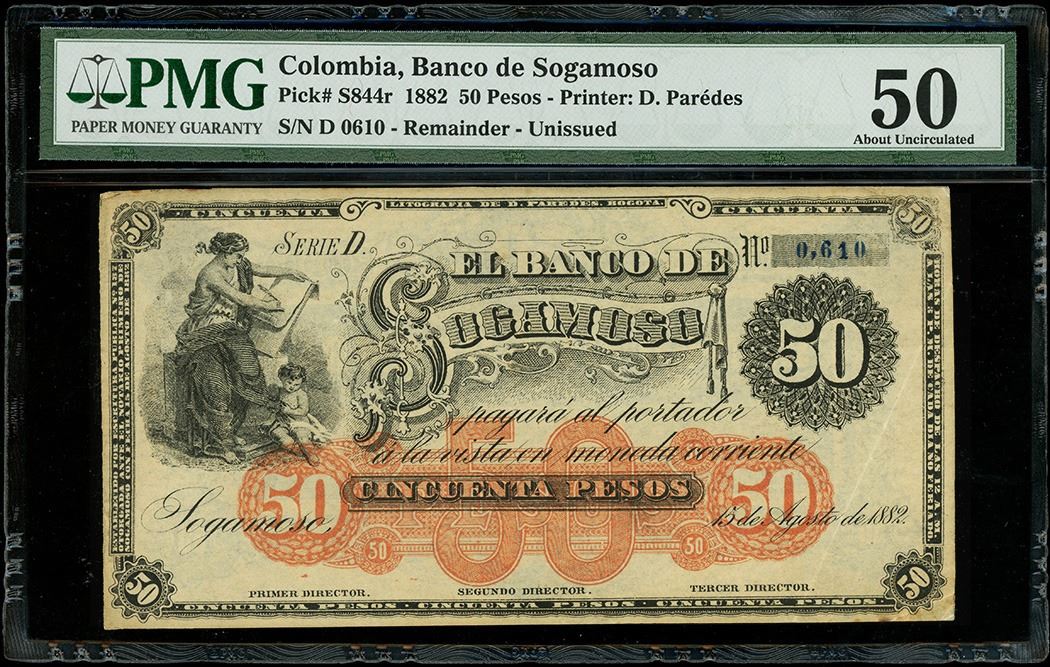 PMG
PAPER MONEY GUARANTY
Colombia, Banco de Sogamoso
Pick# S844r 1882 50 Pesos - Printer: D. Parédes
S/N D 0610 - Remainder - Unissued
50
About Uncirculated
50
CINCUENTA
LITOGRAFIA DE D. PAREDES. BOGOTA
CINCUENTA
50
SERIE D.
No. 0,610
EL BANCO DE
SOGAMOSO
50
pagará al portador
á la vista en moneda corriente
50
50
CINCUENTA PESOS
50
PESOS
Sogamoso,
15 de Agosto de 1882.
50
50
50
50
PRIMER DIRECTOR.
SEGUNDO DIRECTOR.
TERCER DIRECTOR.
CINCUENTA PESOS · CINCUENTA PESOS · CINCUENTA PESOS